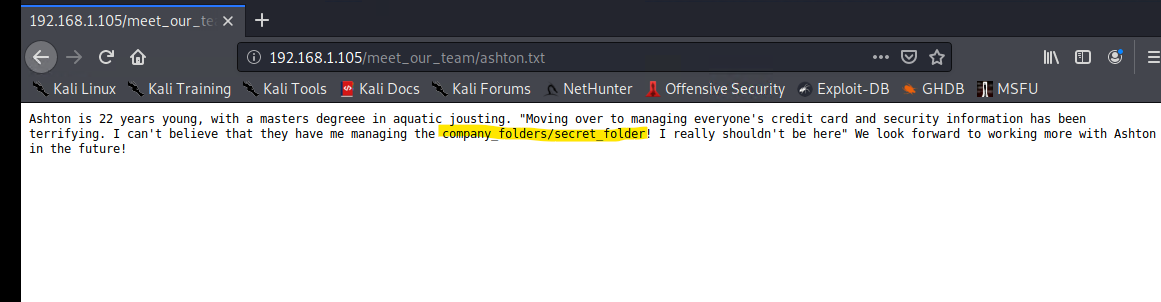 192.168.1.105/meet_our_te
192.168.1.105/meet_our_team/ashton.txt
Kali Linux Kali Training Kali Tools Kali Docs Kali Forums NetHunter Offensive Security Exploit-DB GHDB MSFU
Ashton is 22 years young, with a masters degreee in aquatic jousting. "Moving over to managing everyone's credit card and security information has been
terrifying. I can't believe that they have me managing the company_folders/secret_folder! I really shouldn't be here" We look forward to working more with Ashton
in the future!